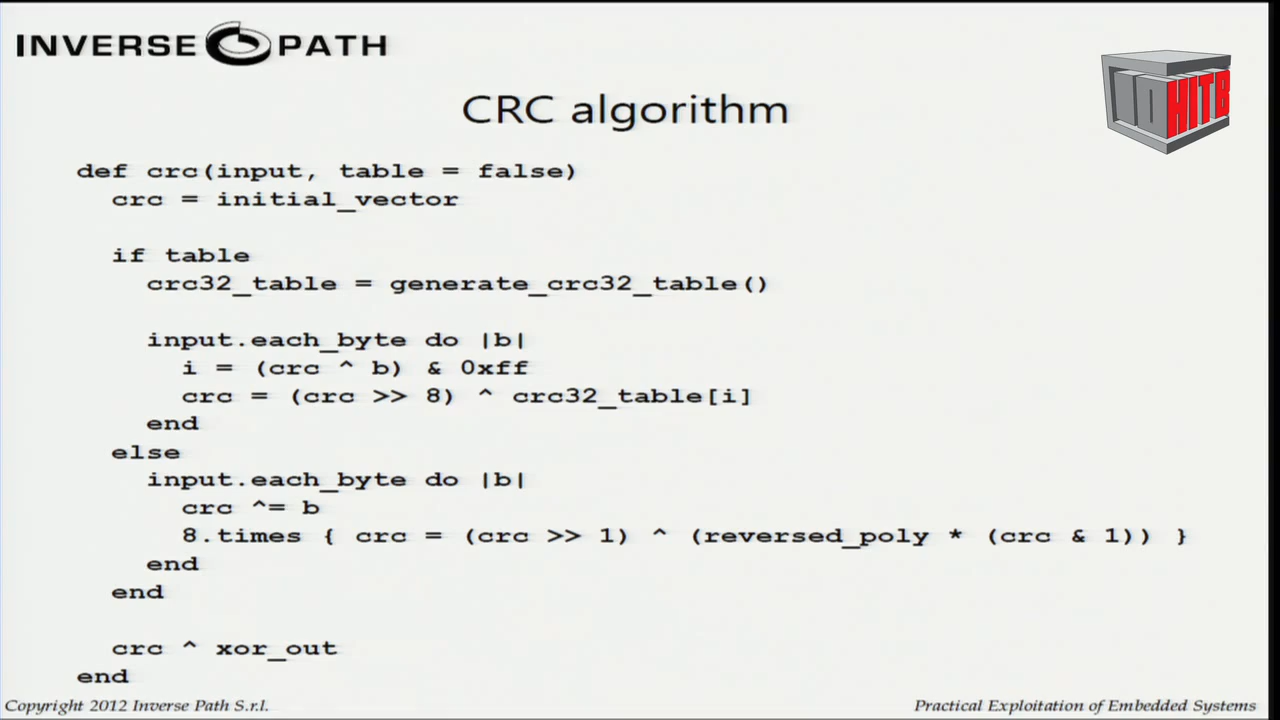 INVERSE PATH
10 HITB
CRC algorithm
def crc(input, table = false)
  crc = initial_vector

  if table
    crc32_table = generate_crc32_table()

    input.each_byte do |b|
      i = (crc ^ b) & 0xff
      crc = (crc >> 8) ^ crc32_table[i]
    end
  else
    input.each_byte do |b|
      crc ^= b
      8.times { crc = (crc >> 1) ^ (reversed_poly * (crc & 1)) }
    end
  end

  crc ^ xor_out
end
Copyright 2012 Inverse Path S.r.l.
Practical Exploitation of Embedded Systems